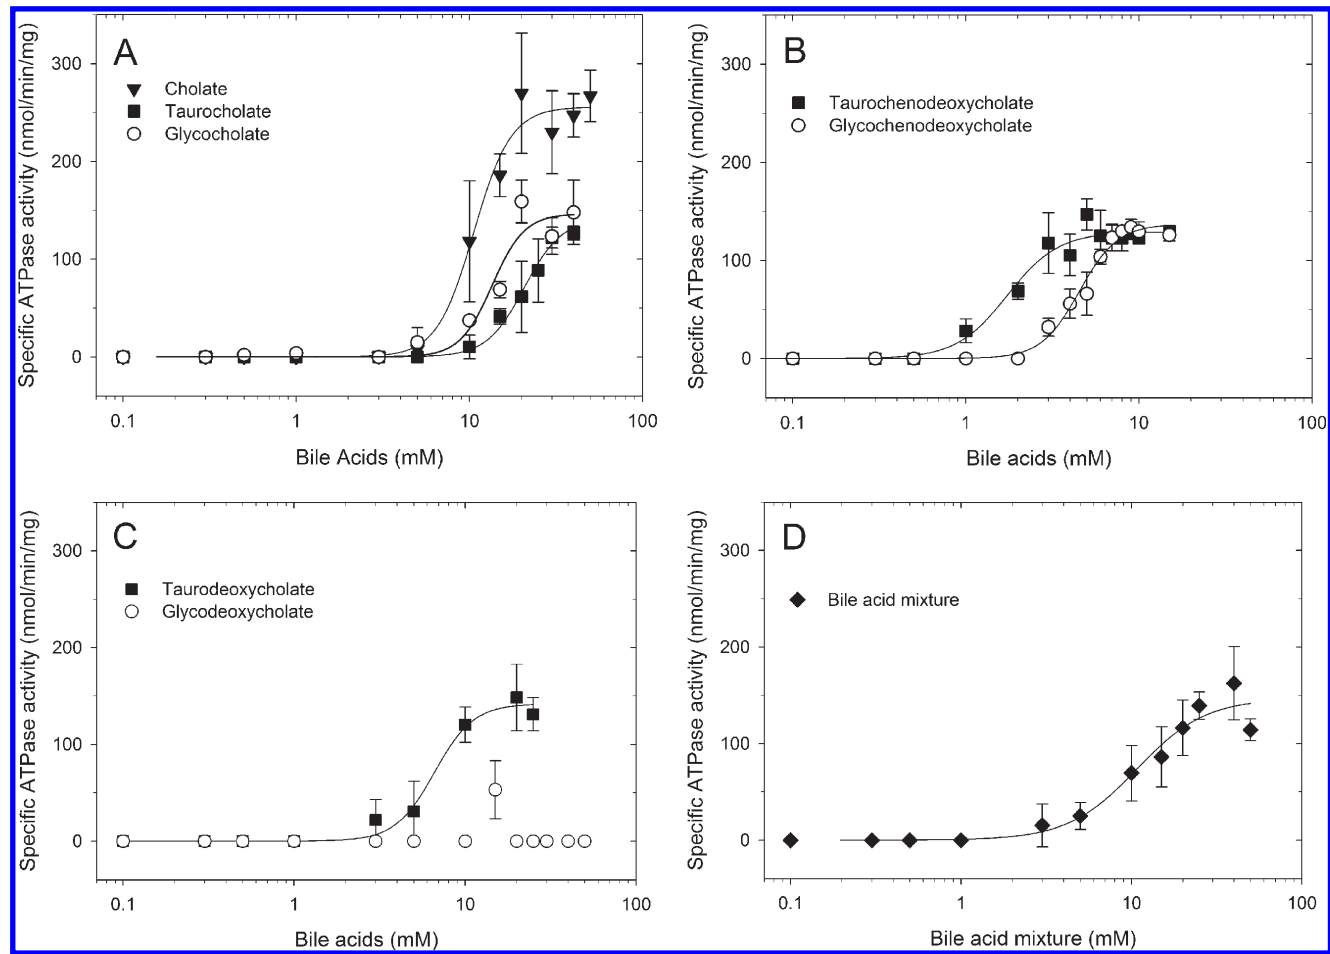 A
Cholate
Taurocholate
Glycocholate
Specific ATPase activity (nmol/min/mg)
300
200
100
0
0.1 1 10 100
Bile Acids (mM)
B
Taurochenodeoxycholate
Glycochenodeoxycholate
Specific ATPase activity (nmol/min/mg)
300
200
100
0
0.1 1 10 100
Bile acids (mM)
C
Taurodeoxycholate
Glycodeoxycholate
Specific ATPase activity (nmol/min/mg)
300
200
100
0
0.1 1 10 100
Bile acids (mM)
D
Bile acid mixture
Specific ATPase activity (nmol/min/mg)
300
200
100
0
0.1 1 10 100
Bile acid mixture (mM)